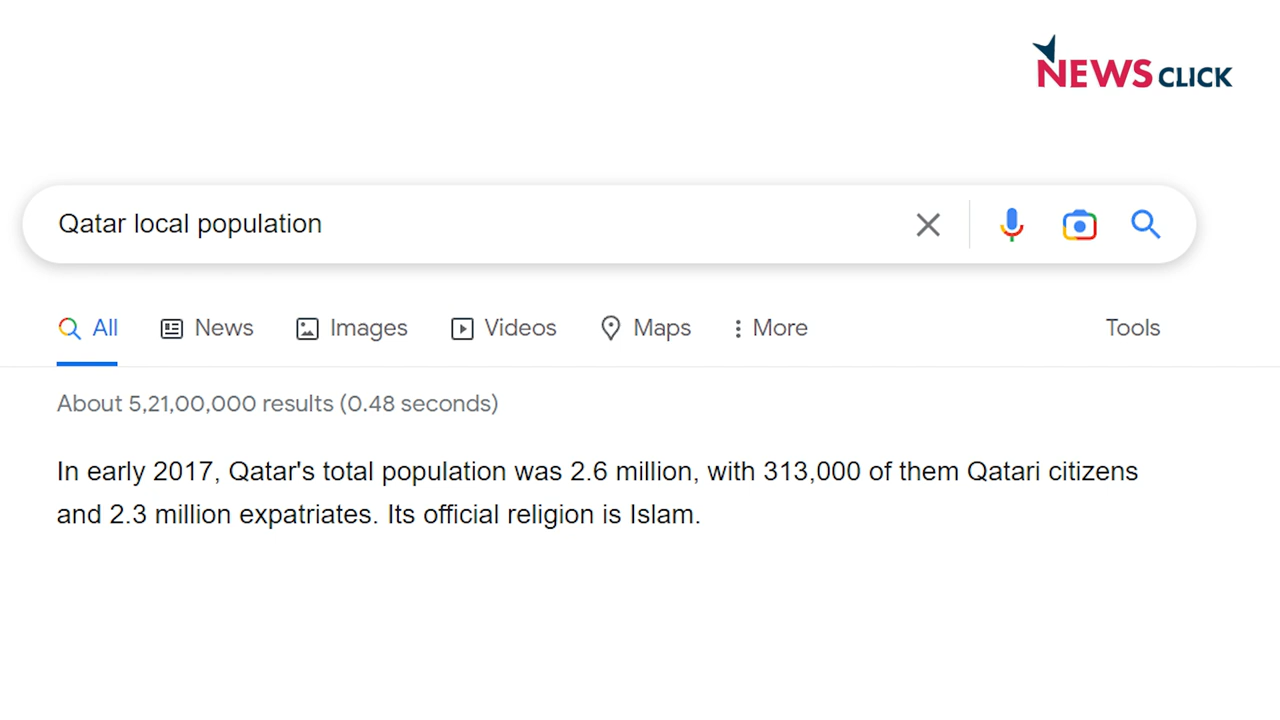 NEWS CLICK
Qatar local population
All News Images Videos Maps More Tools
About 5,21,00,000 results (0.48 seconds)
In early 2017, Qatar's total population was 2.6 million, with 313,000 of them Qatari citizens
and 2.3 million expatriates. Its official religion is Islam.